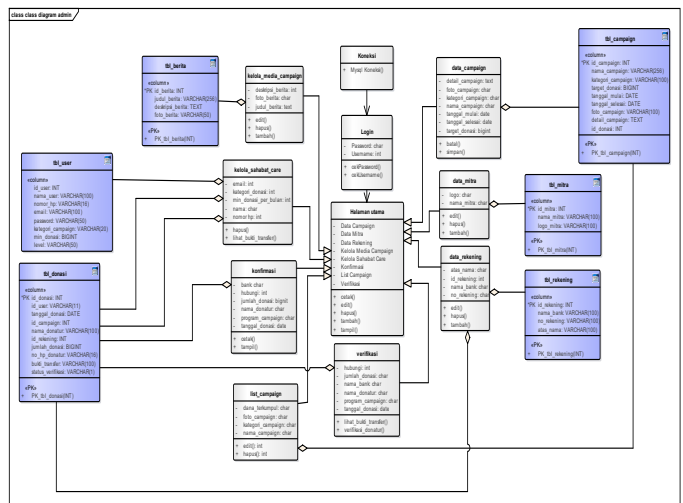 class class diagram admin
tbl_berita
«column»
*PK id_berita: INT
judul_berita: VARCHAR(256)
deskripsi_berita: TEXT
foto_berita: VARCHAR(50)
«PK»
+ PK_tbl_berita(INT)
kelola_media_campaign
- deskripsi_berita: int
- foto_berita: char
- judul_berita: text
+ edit()
+ hapus()
+ tambah()
Koneksi
+ Mysql Koneksi()
Login
- Password: char
- Username: int
+ cekPassword()
+ cekUsername()
data_campaign
- detail_campaign: text
- foto_campaign: char
- kategori_campaign: char
- nama_campaign: char
- tanggal_mulai: date
- tanggal_selesai: date
- target_donasi: bigint
+ batal()
+ simpan()
tbl_campaign
«column»
*PK id_campaign: INT
nama_campaign: VARCHAR(256)
kategori_campaign: VARCHAR(100)
target_donasi: BIGINT
tanggal_mulai: DATE
tanggal_selesai: DATE
foto_campaign: VARCHAR(100)
detail_campaign: TEXT
id_donasi: INT
«PK»
+ PK_tbl_campaign(INT)
tbl_user
«column»
id_user: INT
nama_user: VARCHAR(100)
nomor_hp: VARCHAR(16)
email: VARCHAR(100)
password: VARCHAR(50)
kategori_campaign: VARCHAR(20)
min_donasi: BIGINT
level: VARCHAR(50)
kelola_sahabat_care
- email: int
- kategori_donasi: int
- min_donasi_per_bulan: int
- nama: char
- nomor hp: int
+ hapus()
+ lihat_bukti_transfer()
Halaman utama
- Data Campaign
- Data Mitra
- Data Rekening
- Kelola Media Campaign
- Kelola Sahabat Care
- Konfirmasi
- List Campaign
- Verifikasi
+ cetak()
+ edit()
+ hapus()
+ tambah()
+ tampil()
data_mitra
- logo: char
- nama_mitra: char
+ edit()
+ hapus()
+ tambah()
tbl_mitra
«column»
*PK id_mitra: INT
nama_mitra: VARCHAR(100)
logo_mitra: VARCHAR(100)
«PK»
+ PK_tbl_mitra(INT)
tbl_donasi
«column»
*PK id_donasi: INT
id_user: VARCHAR(11)
tanggal_donasi: DATE
id_campaign: INT
nama_donatur: VARCHAR(100)
id_rekening: INT
jumlah_donasi: BIGINT
no_hp_donatur: VARCHAR(16)
bukti_transfer: VARCHAR(100)
status_verifikasi: VARCHAR(1)
«PK»
+ PK_tbl_donasi(INT)
konfirmasi
- bank: char
- hubungi: int
- jumlah_donasi: bignit
- nama_donatur: char
- program_campaign: char
- tanggal_donasi: date
+ cetak()
+ tampil()
data_rekening
- atas_nama: char
- id_rekening: int
- nama_bank: char
- no_rekening: char
+ edit()
+ hapus()
+ tambah()
tbl_rekening
«column»
*PK id_rekening: INT
nama_bank: VARCHAR(100)
no_rekening: VARCHAR(100)
atas_nama: VARCHAR(100)
«PK»
+ PK_tbl_rekening(INT)
list_campaign
- dana_terkumpul: char
- foto_campaign: char
- kategori_campaign: char
- nama_campaign: char
+ edit(): int
+ hapus(): int
verifikasi
- hubungi: int
- jumlah_donasi: char
- nama_bank: char
- nama_donatur: char
- program_campaign: char
- tanggal_donasi: date
+ lihat_bukti_transfer()
+ verifikasi_donatur()